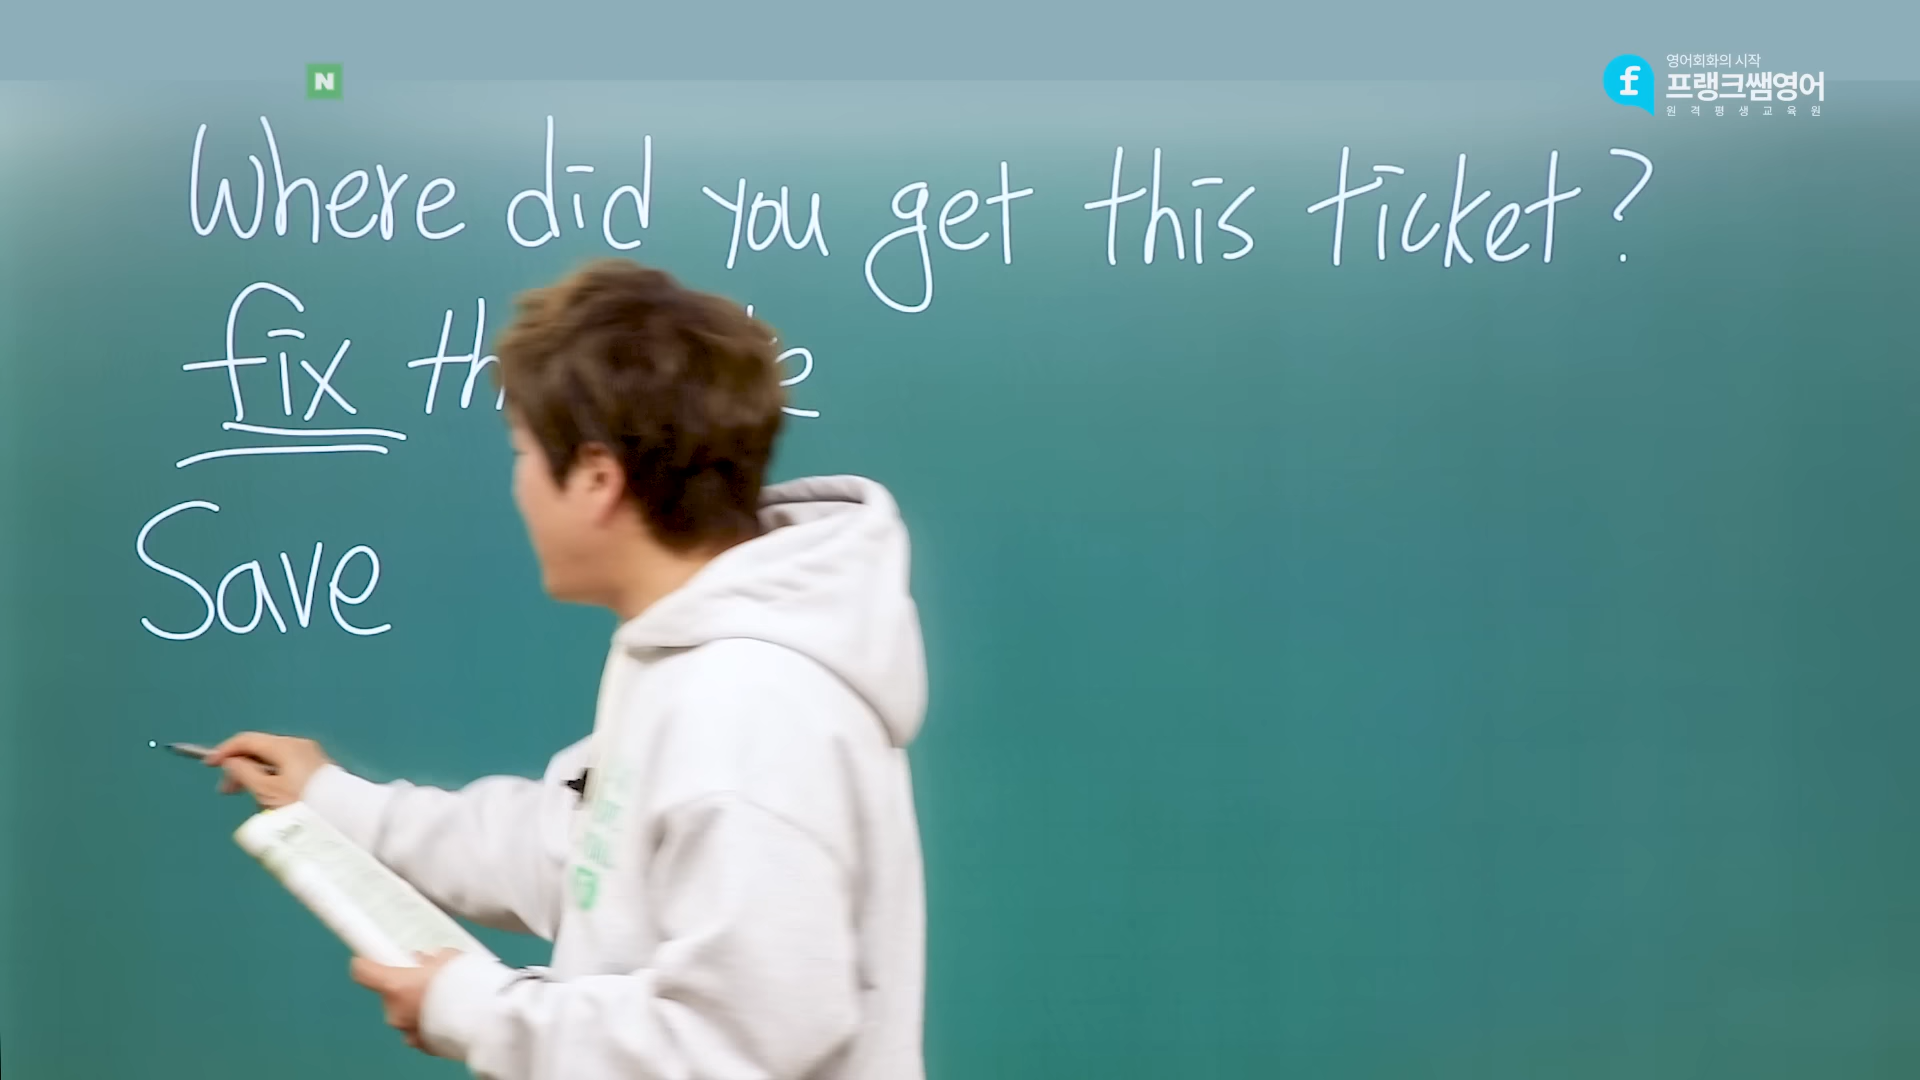 영어회화의 시작
프랭크쌤영어
원격평생교육원
N
Where did you get this ticket?
fix
Save